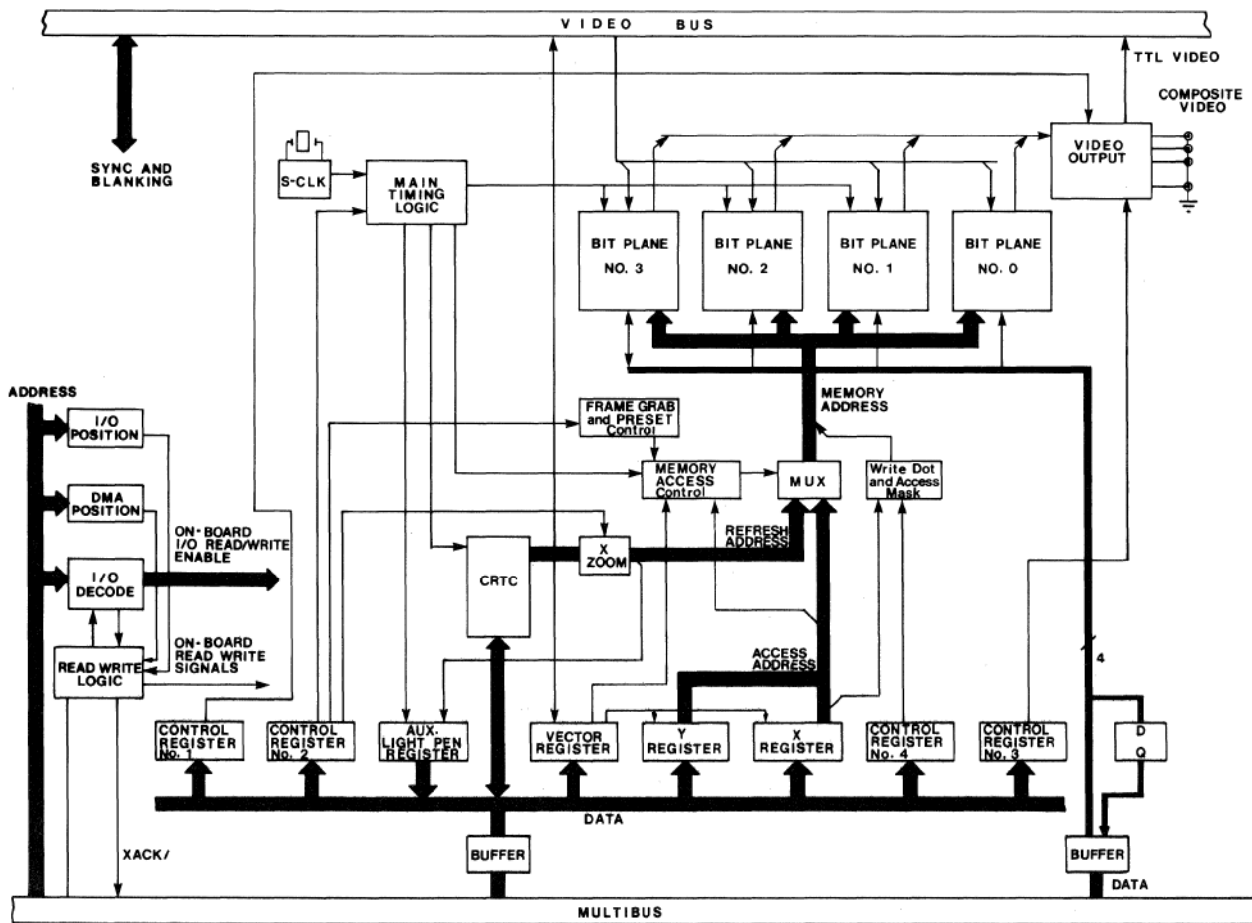 VIDEO BUS
TTL VIDEO
COMPOSITE
VIDEO
SYNC AND
BLANKING
S-CLK
MAIN
TIMING
LOGIC
VIDEO
OUTPUT
BIT PLANE
NO. 3
BIT PLANE
NO. 2
BIT PLANE
NO. 1
BIT PLANE
NO. 0
ADDRESS
I/O
POSITION
FRAME GRAB
and PRESET
Control
MEMORY
ADDRESS
MEMORY
ACCESS
Control
MUX
Write Dot
and Access
Mask
DMA
POSITION
ON-BOARD
I/O READ/WRITE
ENABLE
REFRESH
ADDRESS
X
ZOOM
CRTC
I/O
DECODE
ON-BOARD
READ WRITE
SIGNALS
READ WRITE
LOGIC
ACCESS
ADDRESS
4
CONTROL
REGISTER
No. 1
CONTROL
REGISTER
No. 2
AUX.
LIGHT PEN
REGISTER
VECTOR
REGISTER
Y
REGISTER
X
REGISTER
CONTROL
REGISTER
No. 4
CONTROL
REGISTER
No. 3
D
Q
DATA
XACK/
BUFFER
BUFFER
DATA
MULTIBUS